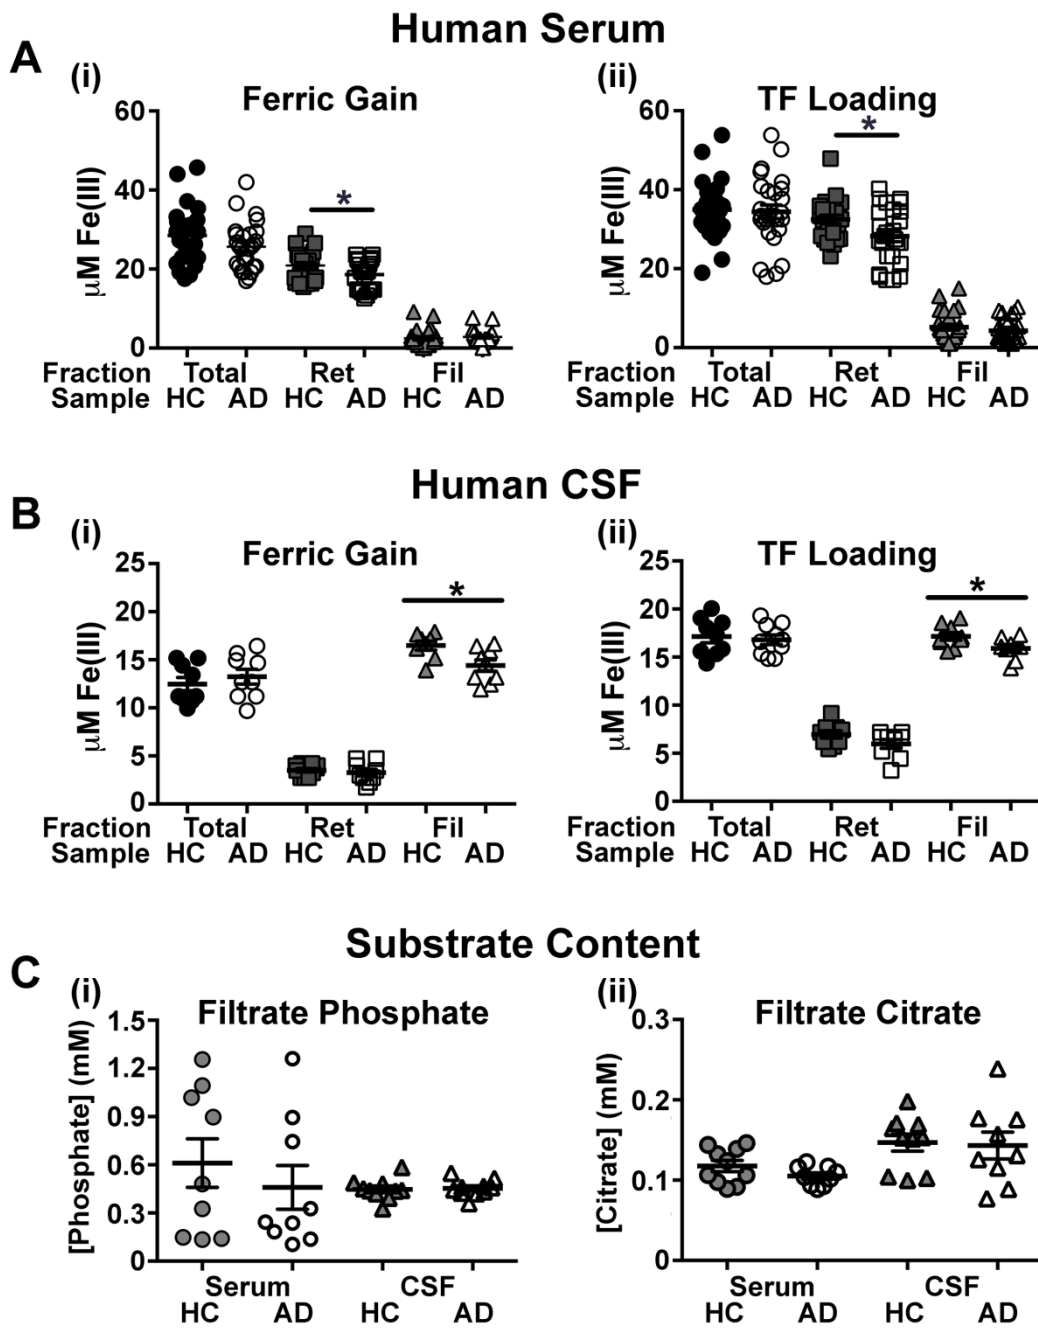 Human Serum
A
(i)
Ferric Gain
μM Fe(III)
60
40
20
0
*
Fraction Total Ret Fil
Sample HC AD HC AD HC AD
(ii)
TF Loading
μM Fe(III)
60
40
20
0
*
Fraction Total Ret Fil
Sample HC AD HC AD HC AD
Human CSF
B
(i)
Ferric Gain
μM Fe(III)
25
20
15
10
5
0
*
Fraction Total Ret Fil
Sample HC AD HC AD HC AD
(ii)
TF Loading
μM Fe(III)
25
20
15
10
5
0
*
Fraction Total Ret Fil
Sample HC AD HC AD HC AD
Substrate Content
C
(i)
Filtrate Phosphate
[Phosphate] (mM)
1.5
1.2
0.9
0.6
0.3
0
Serum CSF
HC AD HC AD
(ii)
Filtrate Citrate
[Citrate] (mM)
0.3
0.2
0.1
0
Serum CSF
HC AD HC AD